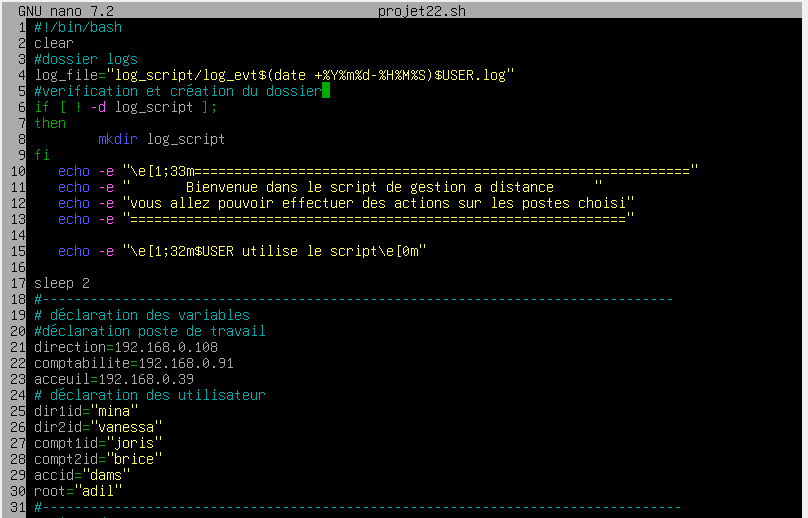 GNU nano 7.2 projet22.sh
1 #!/bin/bash
2 clear
3 #dossier logs
4 log_file="log_script/log_evt$(date +%Y%m%d-%H%M%S)$USER.log"
5 #verification et création du dossier
6 if [ ! -d log_script ];
7 then
8         mkdir log_script
9 fi
10    echo -e "\e[1;33m=============================================================="
11    echo -e "       Bienvenue dans le script de gestion a distance     "
12    echo -e "vous allez pouvoir effectuer des actions sur les postes choisi"
13    echo -e "=============================================================="
14
15    echo -e "\e[1;32m$USER utilise le script\e[0m"
16
17 sleep 2
18 #-------------------------------------------------------------------------------
19 # déclaration des variables
20 #déclaration poste de travail
21 direction=192.168.0.108
22 comptabilite=192.168.0.91
23 acceuil=192.168.0.39
24 # déclaration des utilisateur
25 dir1id="mina"
26 dir2id="vanessa"
27 compt1id="joris"
28 compt2id="brice"
29 accid="dams"
30 root="adil"
31 #--------------------------------------------------------------------------------